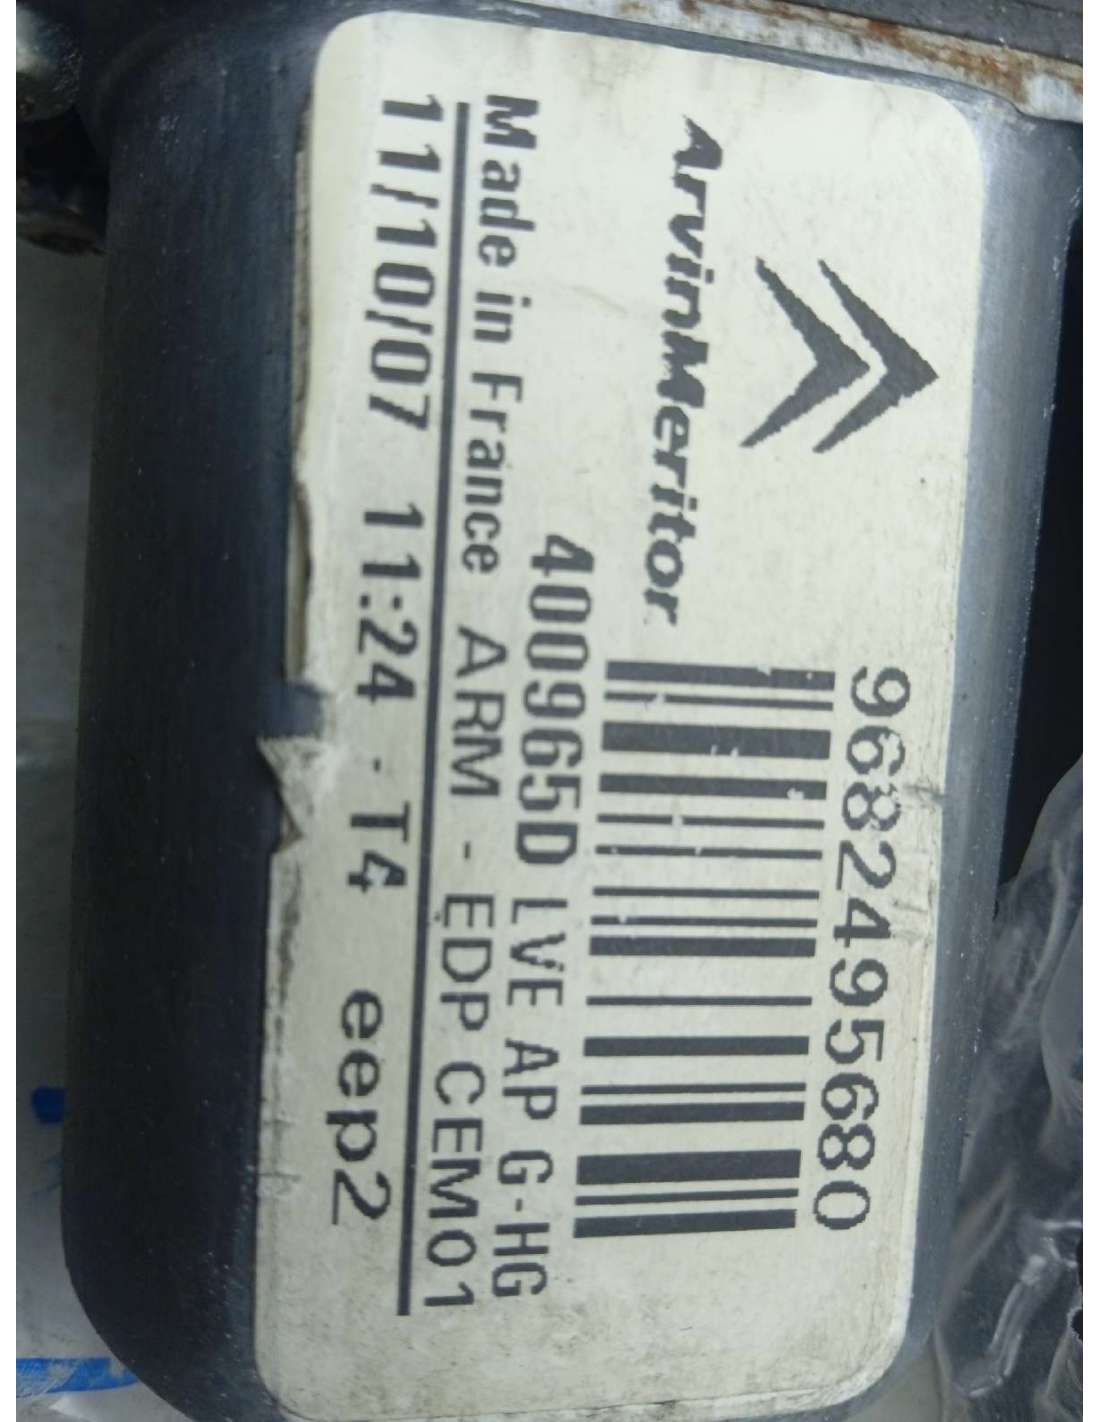 9682495680
ArvinMeritor
400965D LVE AP G-HG
Made in France ARM - EDP CEM01
11/10/07 11:24 - T4 eep2